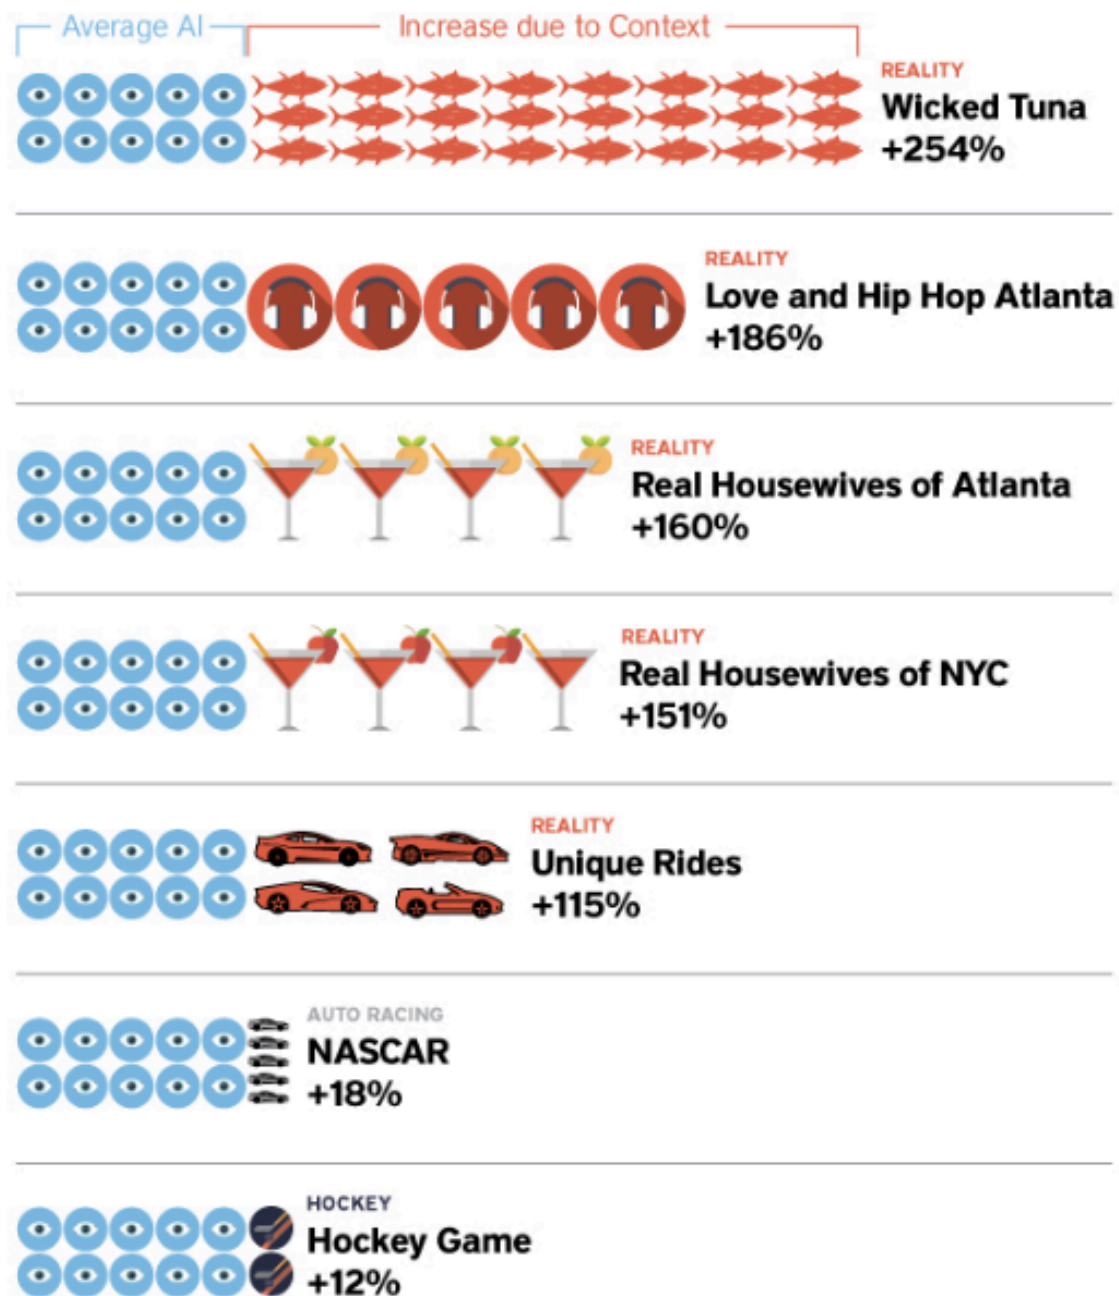 Average AI
Increase due to Context
REALITY
Wicked Tuna
+254%
REALITY
Love and Hip Hop Atlanta
+186%
REALITY
Real Housewives of Atlanta
+160%
REALITY
Real Housewives of NYC
+151%
REALITY
Unique Rides
+115%
AUTO RACING
NASCAR
+18%
HOCKEY
Hockey Game
+12%